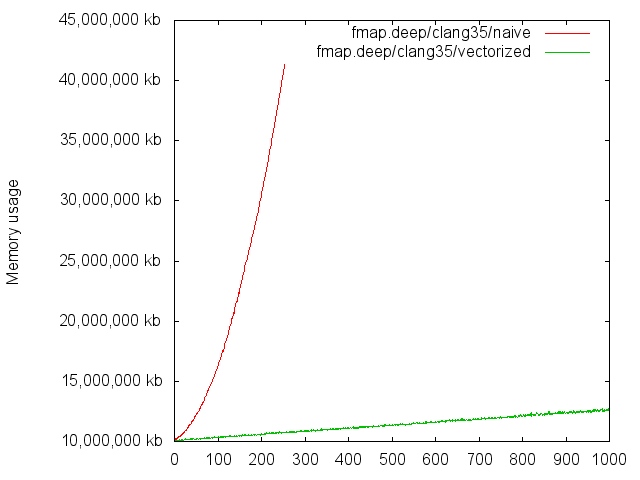 45,000,000 kb
fmap.deep/clang35/naive
fmap.deep/clang35/vectorized
40,000,000 kb
35,000,000 kb
30,000,000 kb
25,000,000 kb
20,000,000 kb
15,000,000 kb
10,000,000 kb
Memory usage
0 100 200 300 400 500 600 700 800 900 1000